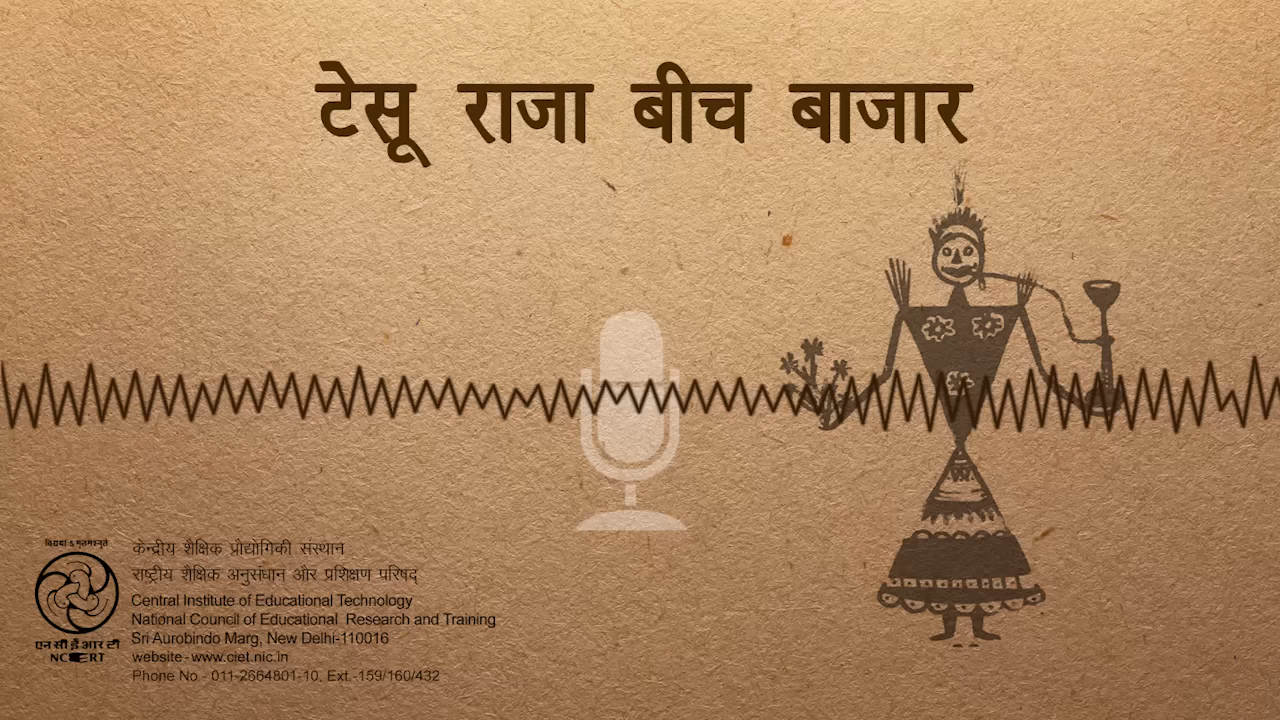 टेसू राजा बीच बाजार
विद्यया ऽ मृतमश्नुते
एन सी ई आर टी
NCERT
केन्द्रीय शैक्षिक प्रौद्योगिकी संस्थान
राष्ट्रीय शैक्षिक अनुसंधान और प्रशिक्षण परिषद्
Central Institute of Educational Technology
National Council of Educational Research and Training
Sri Aurobindo Marg, New Delhi-110016
website - www.ciet.nic.in
Phone No.- 011-2664801-10, Ext.-159/160/432